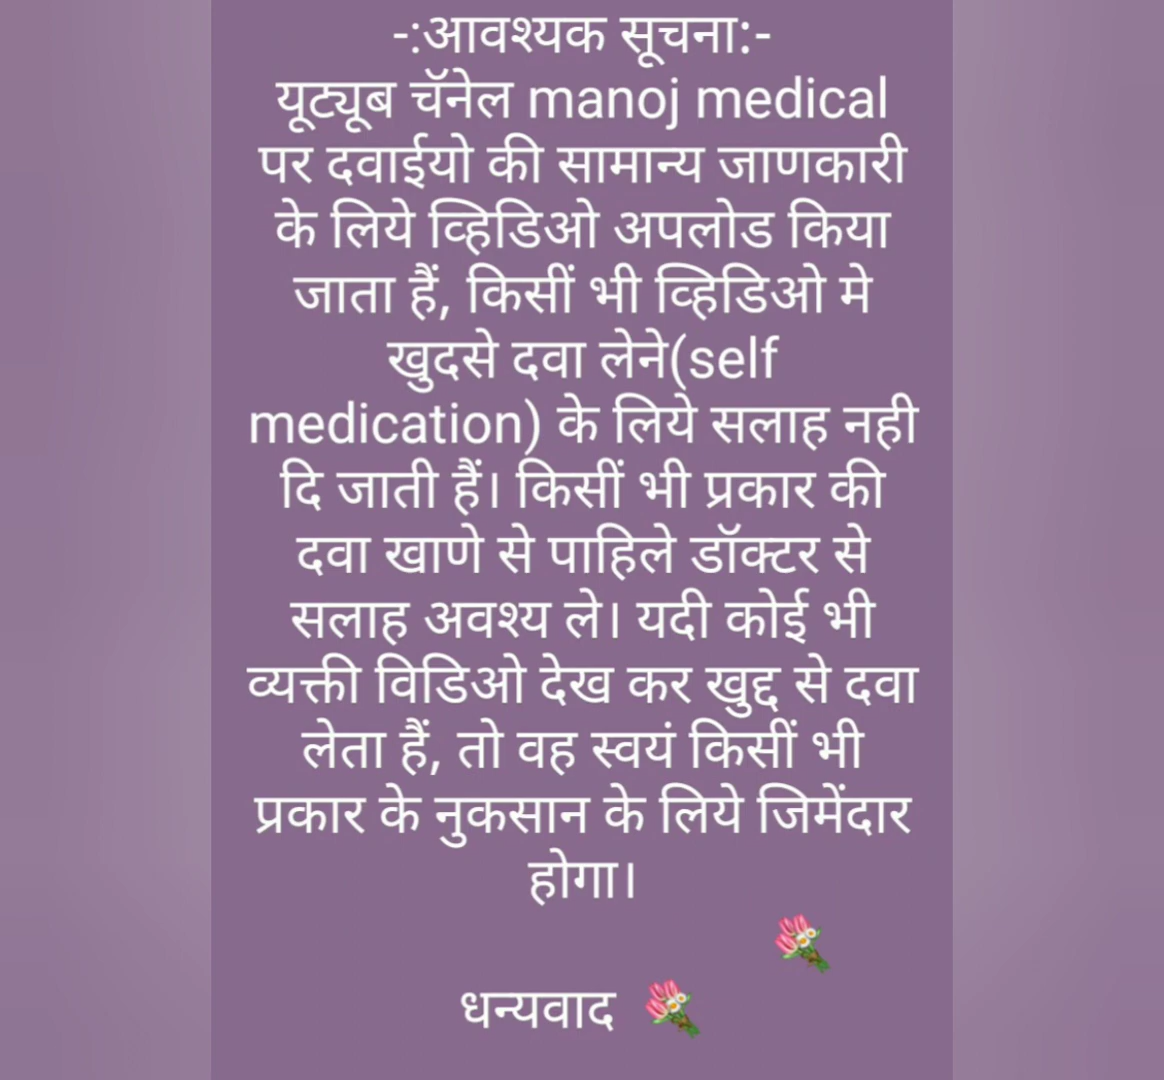 -:आवश्यक सूचना:-
यूट्यूब चॅनेल manoj medical
पर दवाईयो की सामान्य जाणकारी
के लिये व्हिडिओ अपलोड किया
जाता हैं, किसीं भी व्हिडिओ मे
खुदसे दवा लेने(self
medication) के लिये सलाह नही
दि जाती हैं। किसीं भी प्रकार की
दवा खाणे से पाहिले डॉक्टर से
सलाह अवश्य ले। यदी कोई भी
व्यक्ती विडिओ देख कर खुद्द से दवा
लेता हैं, तो वह स्वयं किसीं भी
प्रकार के नुकसान के लिये जिमेंदार
होगा।
💐
धन्यवाद 💐